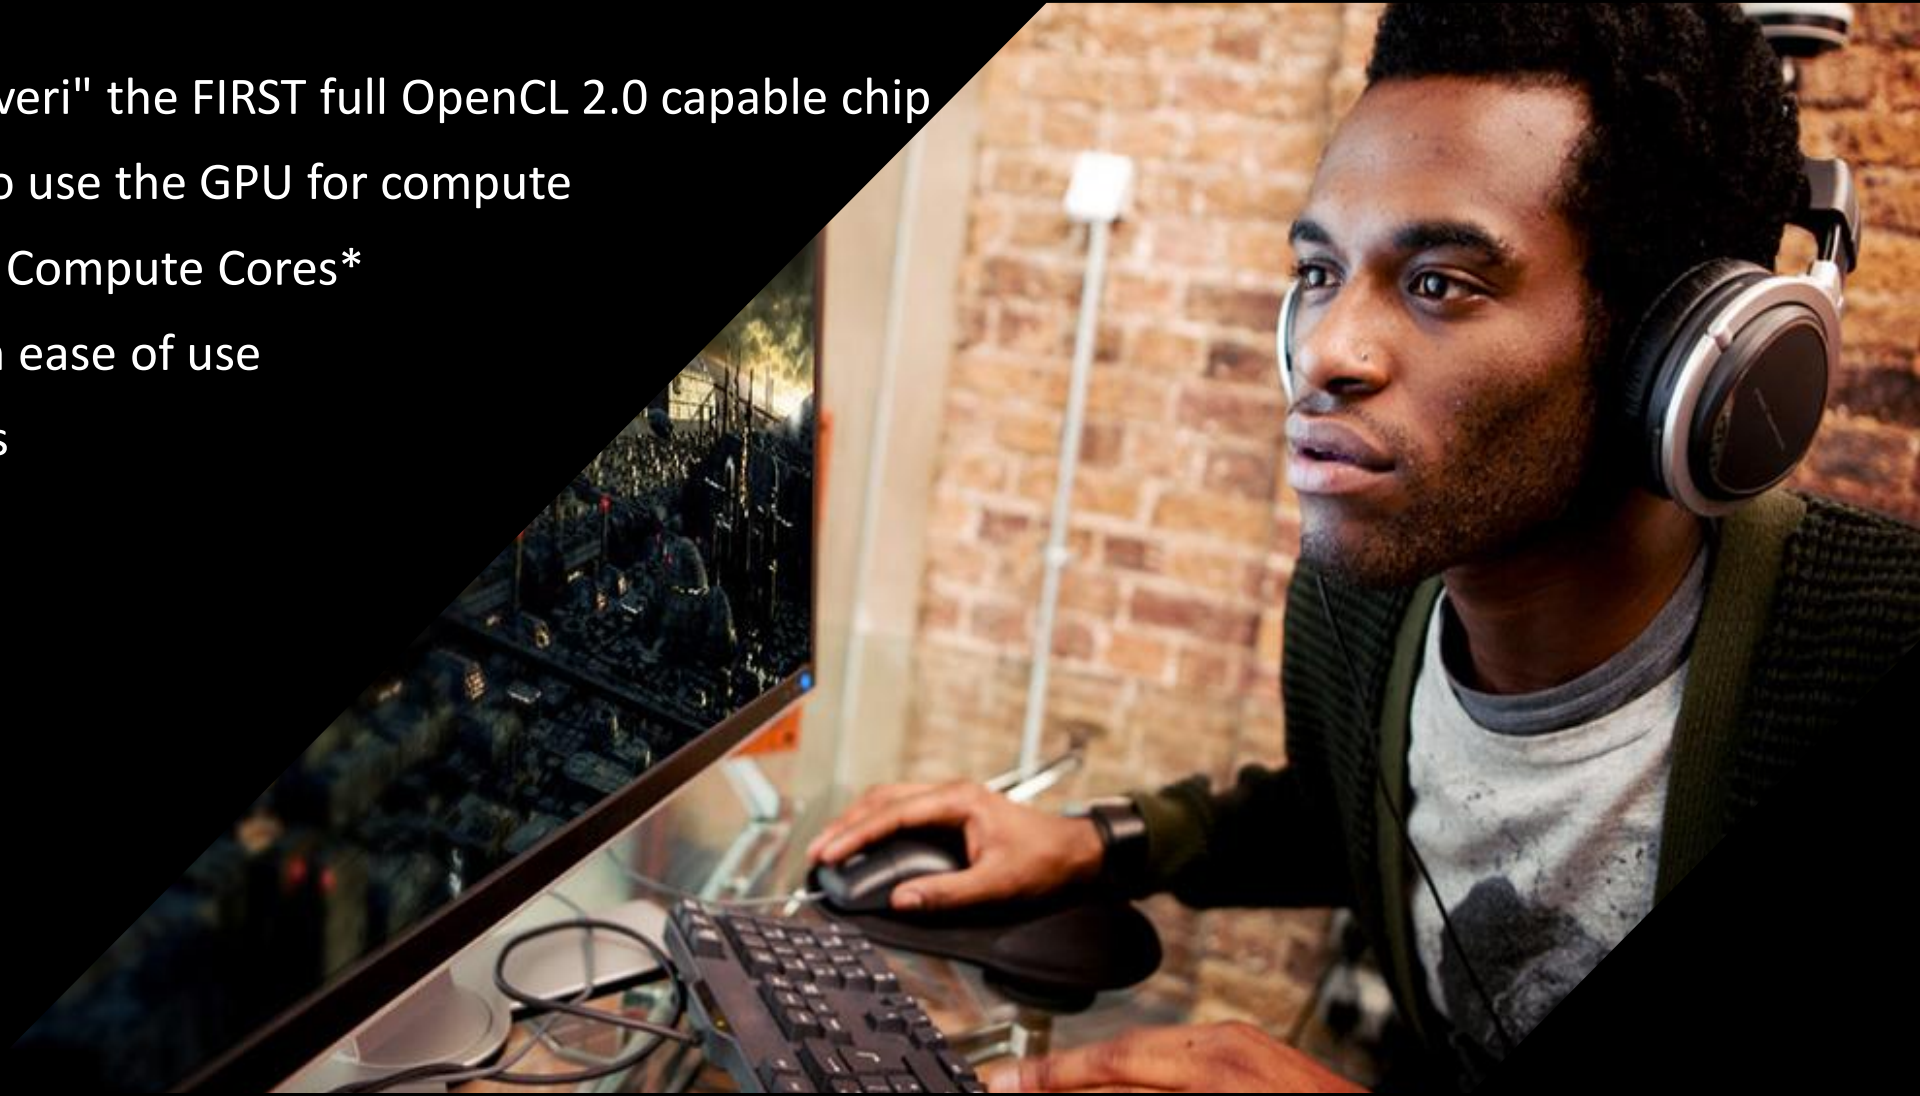 veri" the FIRST full OpenCL 2.0 capable chip
o use the GPU for compute
Compute Cores*
ease of use
s